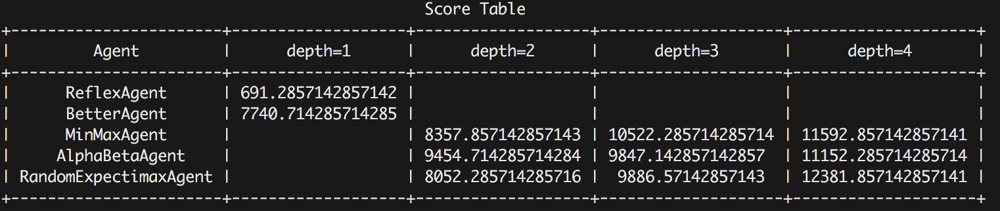 Score Table
+-----------------------+-------------------+-------------------+--------------------+--------------------+
|         Agent         |      depth=1      |      depth=2      |      depth=3       |      depth=4       |
+-----------------------+-------------------+-------------------+--------------------+--------------------+
|      ReflexAgent      | 691.2857142857142 |                   |                    |                    |
|      BetterAgent      | 7740.714285714285 |                   |                    |                    |
|      MinMaxAgent      |                   | 8357.857142857143 | 10522.285714285714 | 11592.857142857141 |
|     AlphaBetaAgent    |                   | 9454.714285714284 | 9847.142857142857  | 11152.285714285714 |
| RandomExpectimaxAgent |                   | 8052.285714285716 |  9886.57142857143  | 12381.857142857141 |
+-----------------------+-------------------+-------------------+--------------------+--------------------+